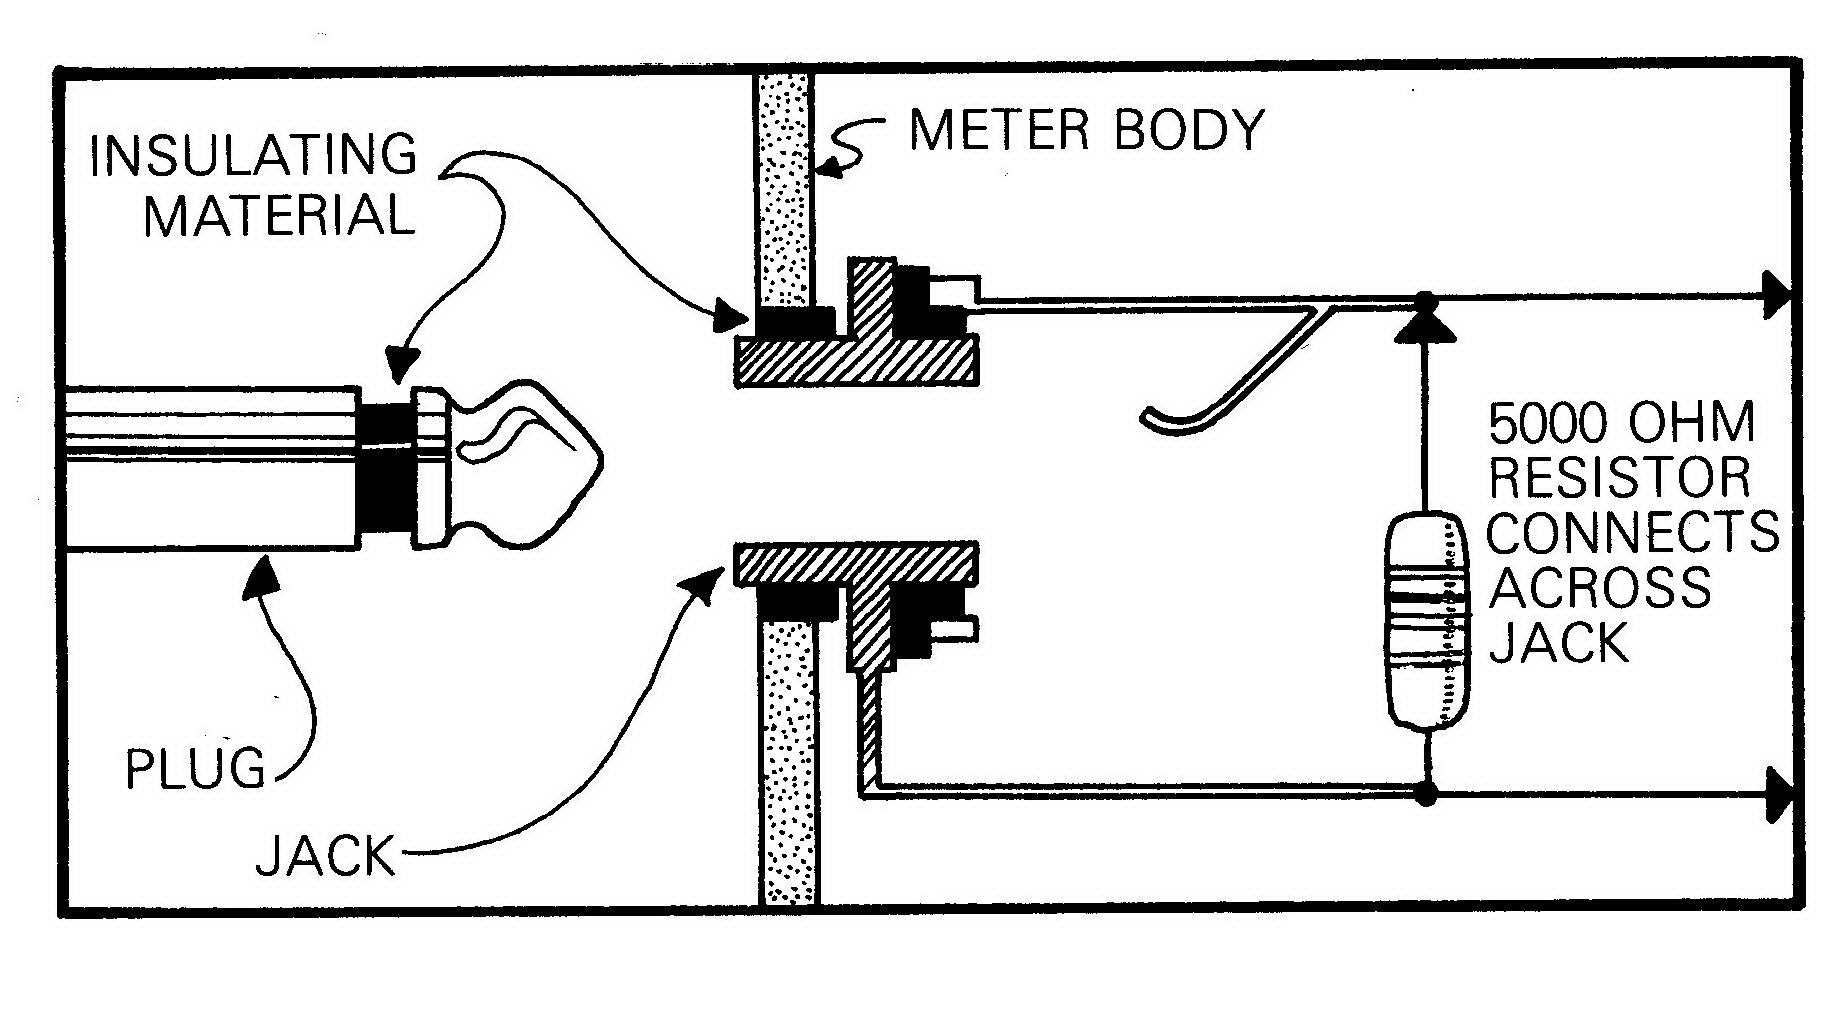 INSULATING
MATERIAL
METER BODY
5000 OHM
RESISTOR
CONNECTS
ACROSS
JACK
PLUG
JACK